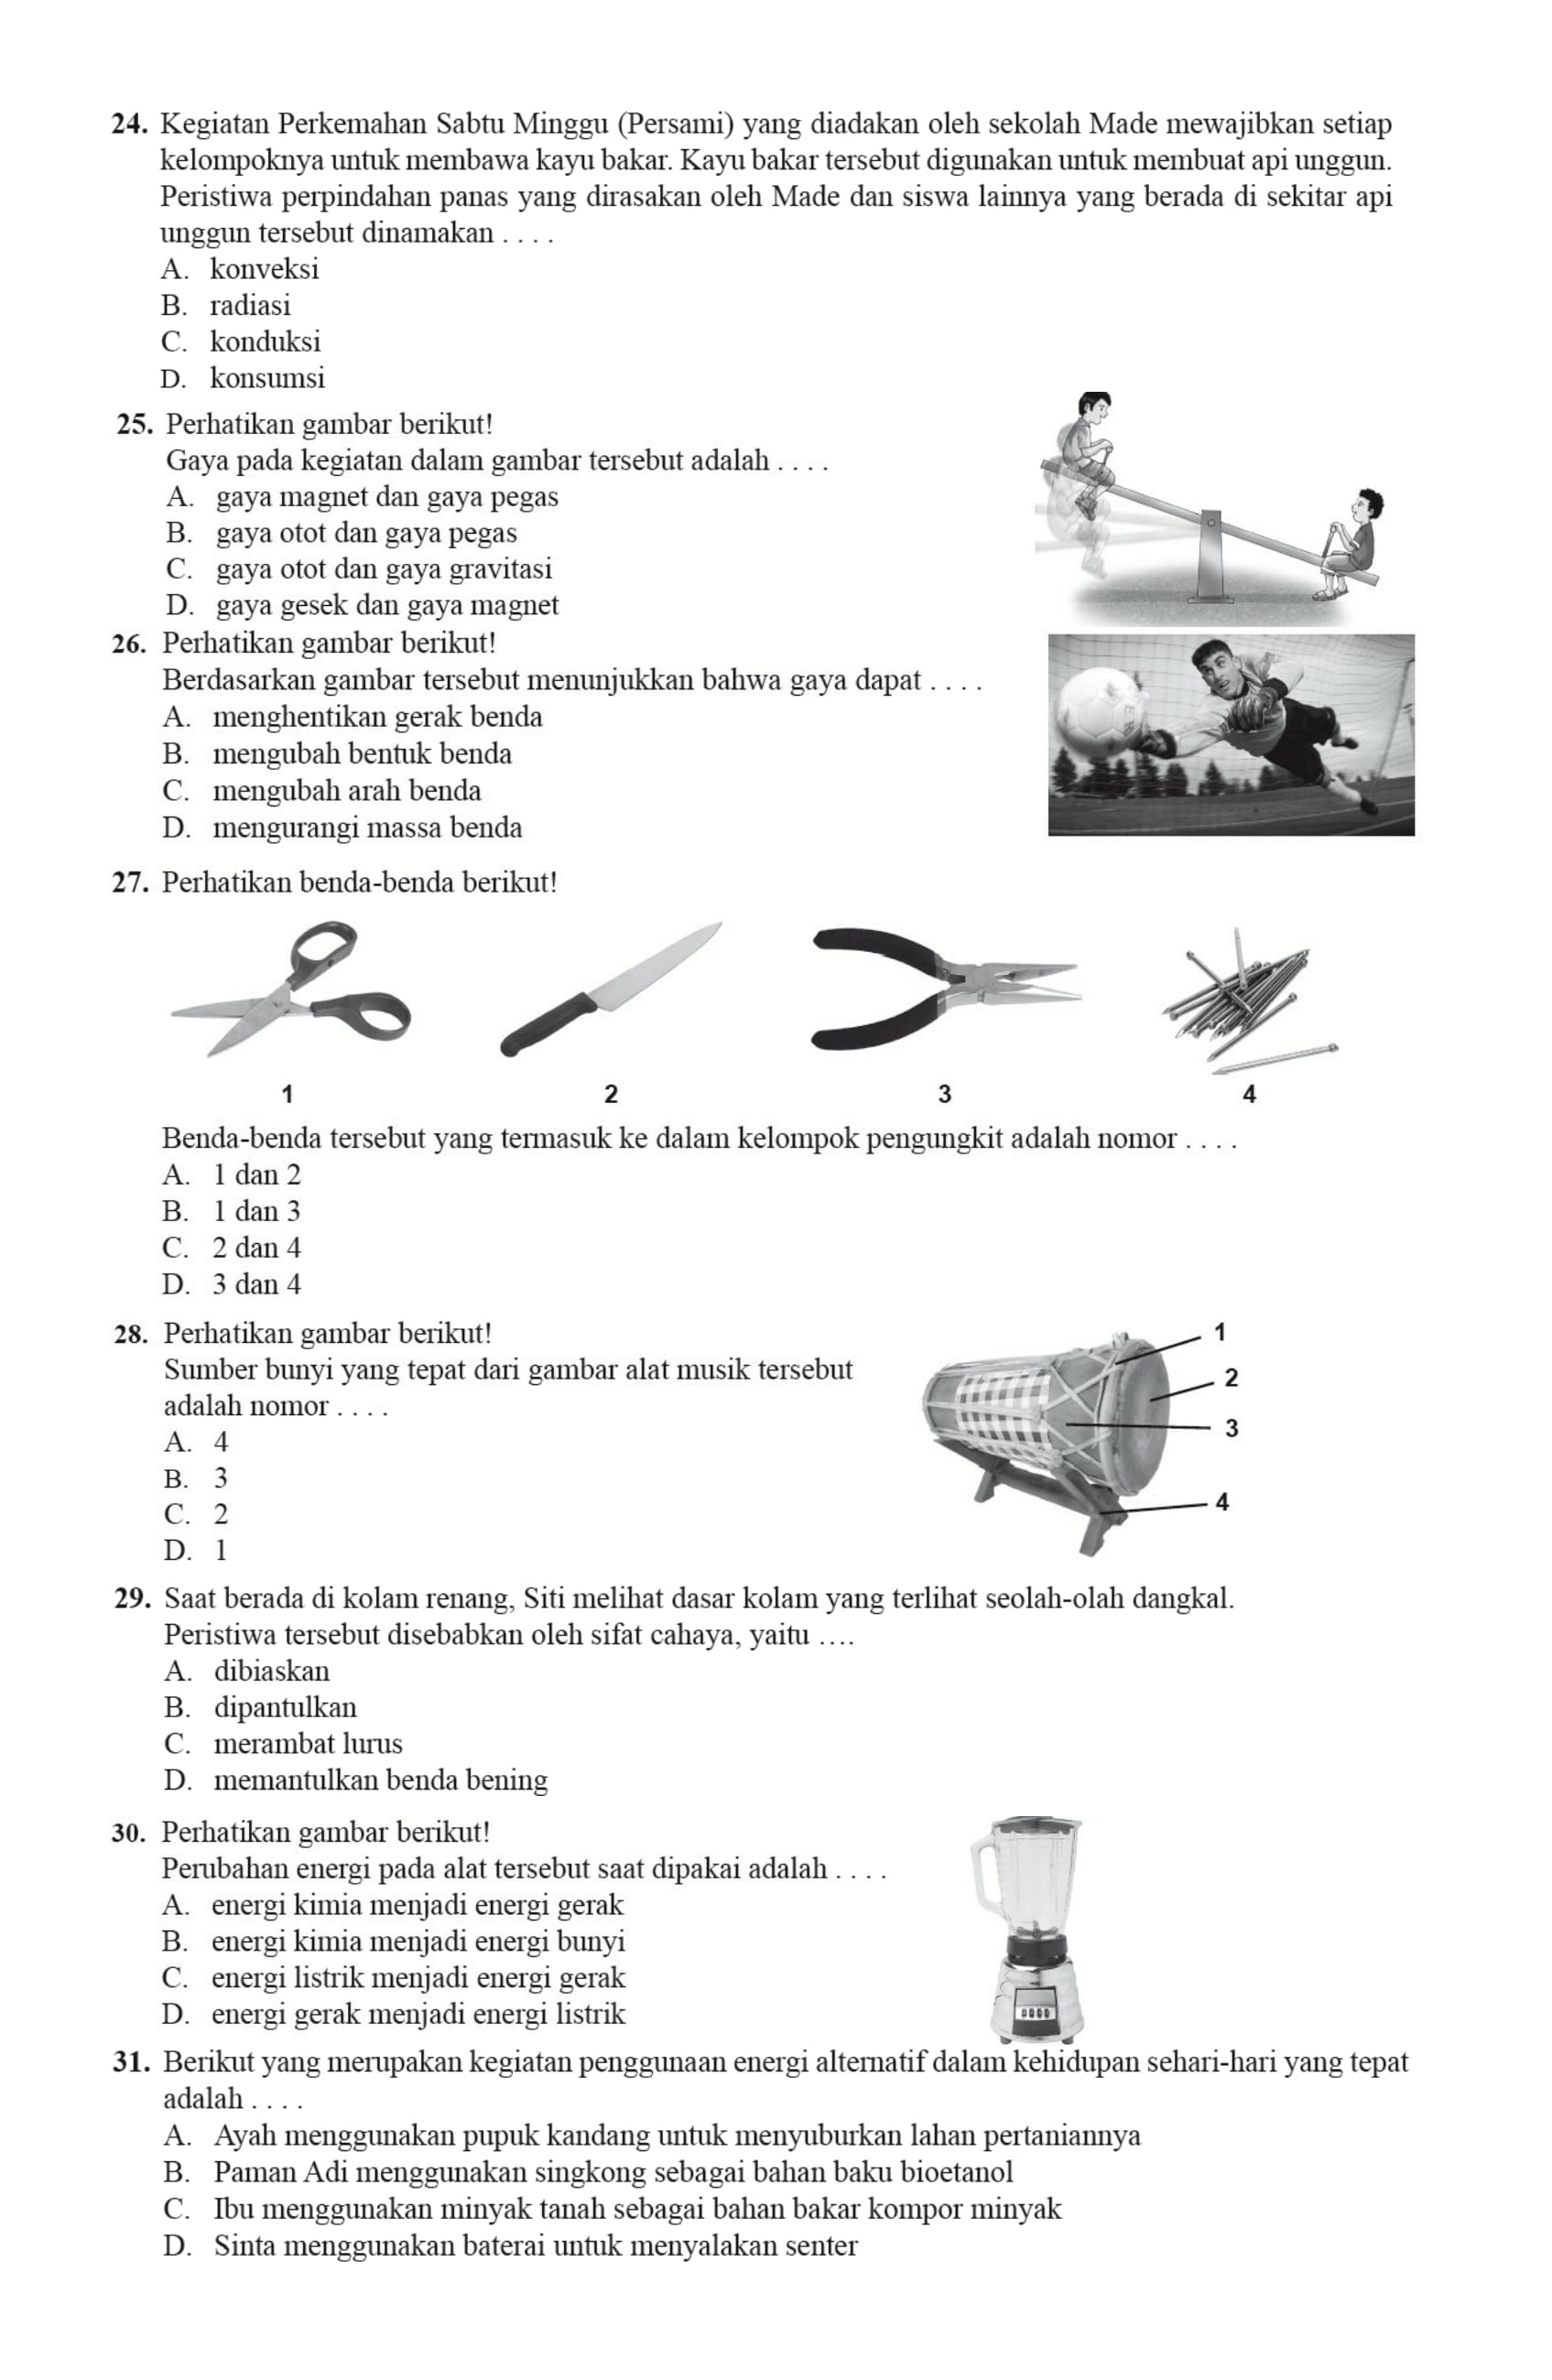 24. Kegiatan Perkemahan Sabtu Minggu (Persami) yang diadakan oleh sekolah Made mewajibkan setiap
kelompoknya untuk membawa kayu bakar. Kayu bakar tersebut digunakan untuk membuat api unggun.
Peristiwa perpindahan panas yang dirasakan oleh Made dan siswa lainnya yang berada di sekitar api
unggun tersebut dinamakan . . . .
A. konveksi
B. radiasi
C. konduksi
D. konsumsi
25. Perhatikan gambar berikut!
Gaya pada kegiatan dalam gambar tersebut adalah . . . .
A. gaya magnet dan gaya pegas
B. gaya otot dan gaya pegas
C. gaya otot dan gaya gravitasi
D. gaya gesek dan gaya magnet
26. Perhatikan gambar berikut!
Berdasarkan gambar tersebut menunjukkan bahwa gaya dapat . . . .
A. menghentikan gerak benda
B. mengubah bentuk benda
C. mengubah arah benda
D. mengurangi massa benda
27. Perhatikan benda-benda berikut!
1 2 3 4
Benda-benda tersebut yang termasuk ke dalam kelompok pengungkit adalah nomor . . . .
A. 1 dan 2
B. 1 dan 3
C. 2 dan 4
D. 3 dan 4
28. Perhatikan gambar berikut!
Sumber bunyi yang tepat dari gambar alat musik tersebut
adalah nomor . . . .
A. 4
B. 3
C. 2
D. 1
1
2
3
4
29. Saat berada di kolam renang, Siti melihat dasar kolam yang terlihat seolah-olah dangkal.
Peristiwa tersebut disebabkan oleh sifat cahaya, yaitu ....
A. dibiaskan
B. dipantulkan
C. merambat lurus
D. memantulkan benda bening
30. Perhatikan gambar berikut!
Perubahan energi pada alat tersebut saat dipakai adalah . . . .
A. energi kimia menjadi energi gerak
B. energi kimia menjadi energi bunyi
C. energi listrik menjadi energi gerak
D. energi gerak menjadi energi listrik
31. Berikut yang merupakan kegiatan penggunaan energi alternatif dalam kehidupan sehari-hari yang tepat
adalah . . . .
A. Ayah menggunakan pupuk kandang untuk menyuburkan lahan pertaniannya
B. Paman Adi menggunakan singkong sebagai bahan baku bioetanol
C. Ibu menggunakan minyak tanah sebagai bahan bakar kompor minyak
D. Sinta menggunakan baterai untuk menyalakan senter